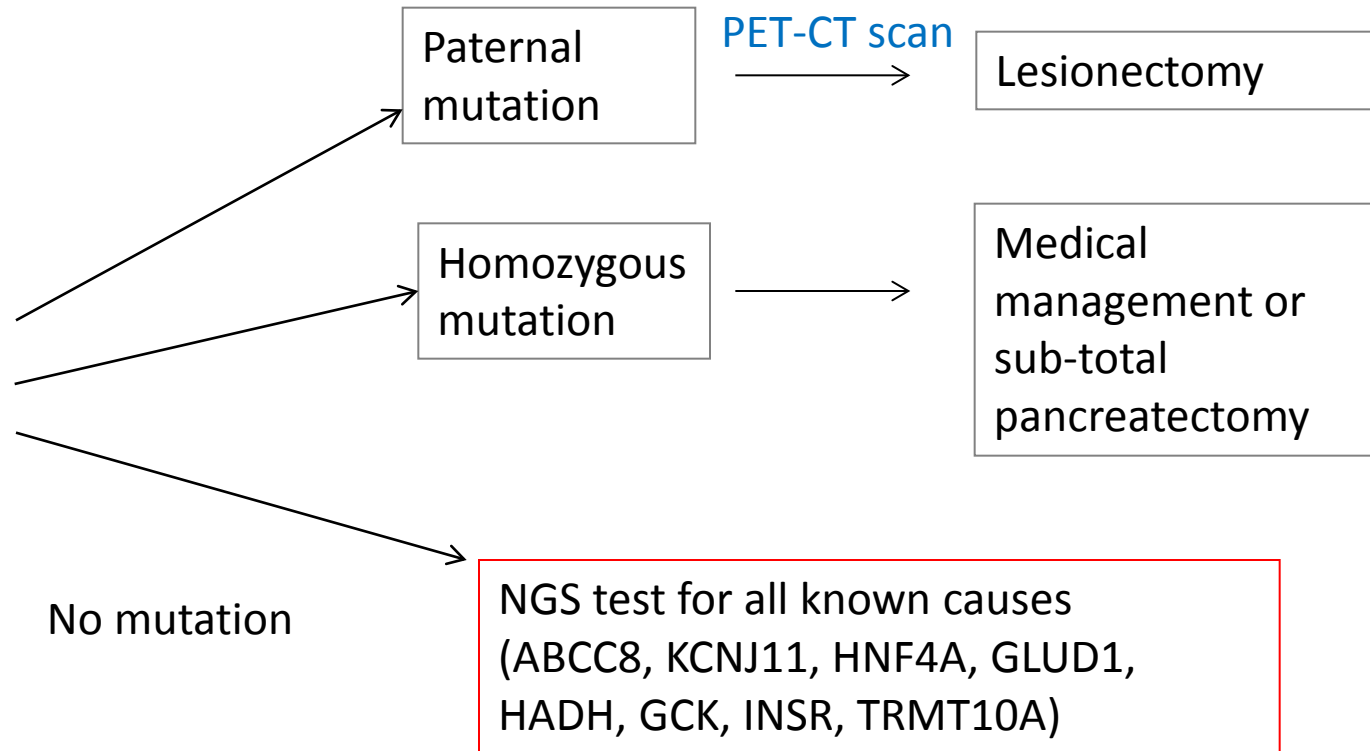 Paternal
mutation
PET-CT scan
Lesionectomy
Homozygous
mutation
Medical
management or
sub-total
pancreatectomy
No mutation
NGS test for all known causes
(ABCC8, KCNJ11, HNF4A, GLUD1,
HADH, GCK, INSR, TRMT10A)